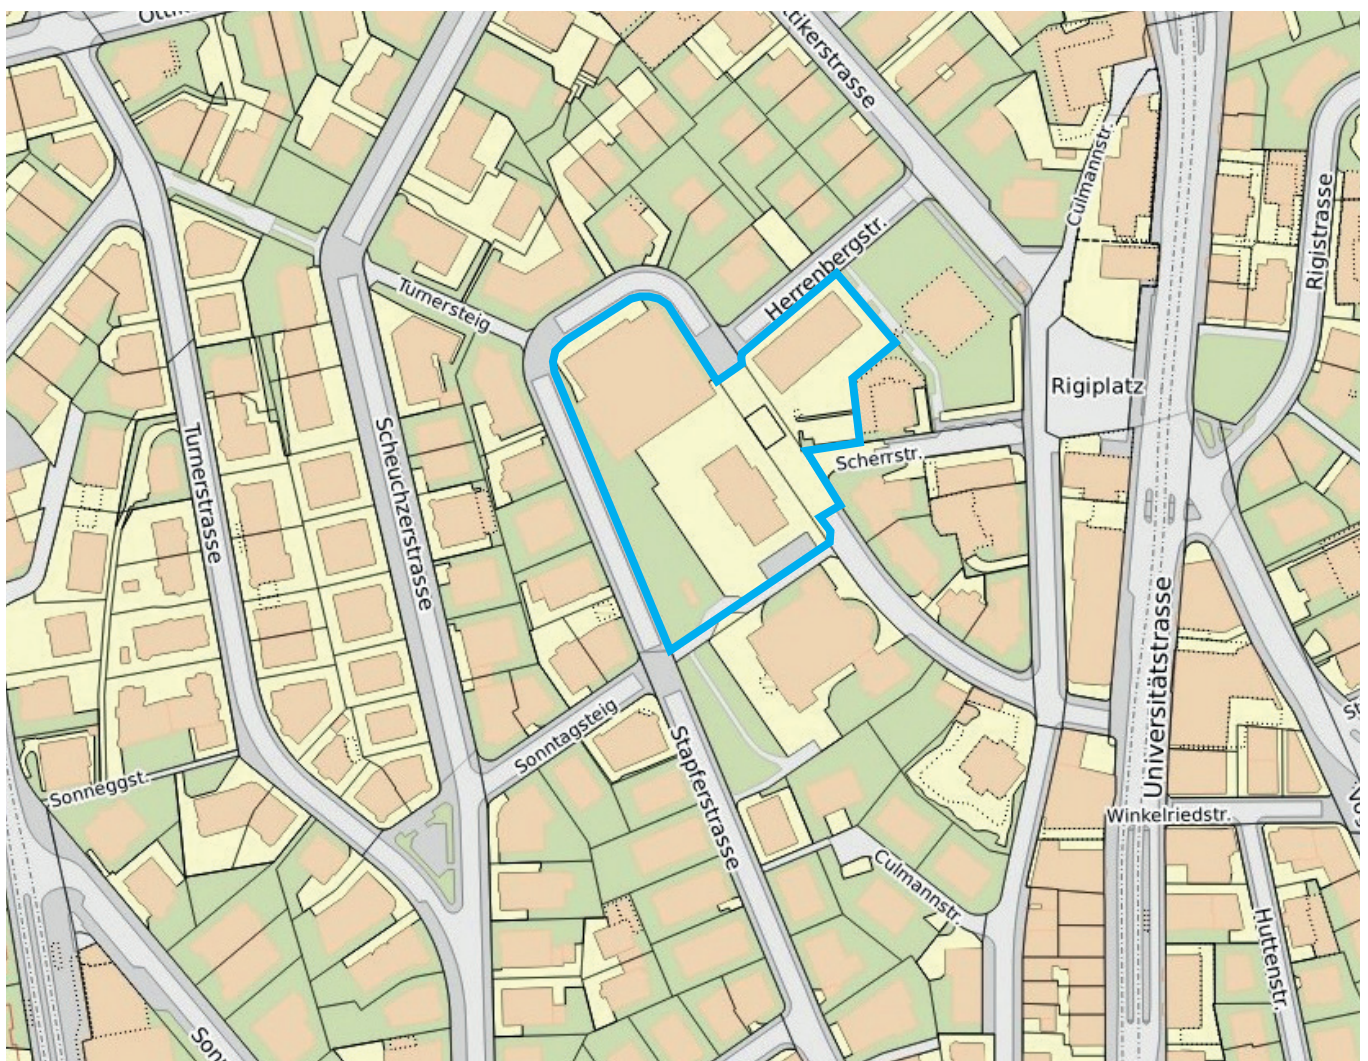 Culmannstr.
Rigistrasse
Herrenbergstr.
Turnersteig
Rigiplatz
Scheuchzerstrasse
Turnerstrasse
Scherrstr.
Universitätstrasse
Sonntagsteig
Stapferstrasse
Sonneggst.
Winkelriedstr.
Culmannstr.
Huttenstr.